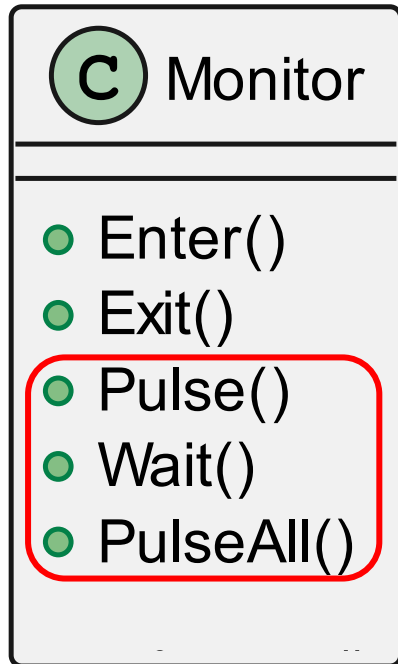 C Monitor
Enter()
Exit()
Pulse()
Wait()
PulseAll()